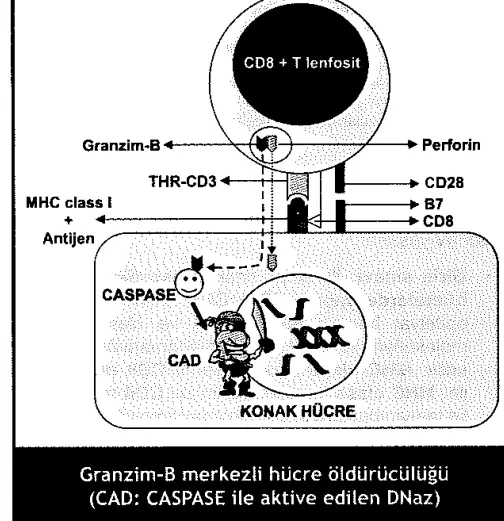 CD8 + T lenfosit
Granzim-B
Perforin
THR-CD3
CD28
MHC class I
+
Antijen
B7
CD8
CASPASE
CAD
KONAK HÜCRE
Granzim-B merkezli hücre öldürücülüğü
(CAD: CASPASE ile aktive edilen DNaz)